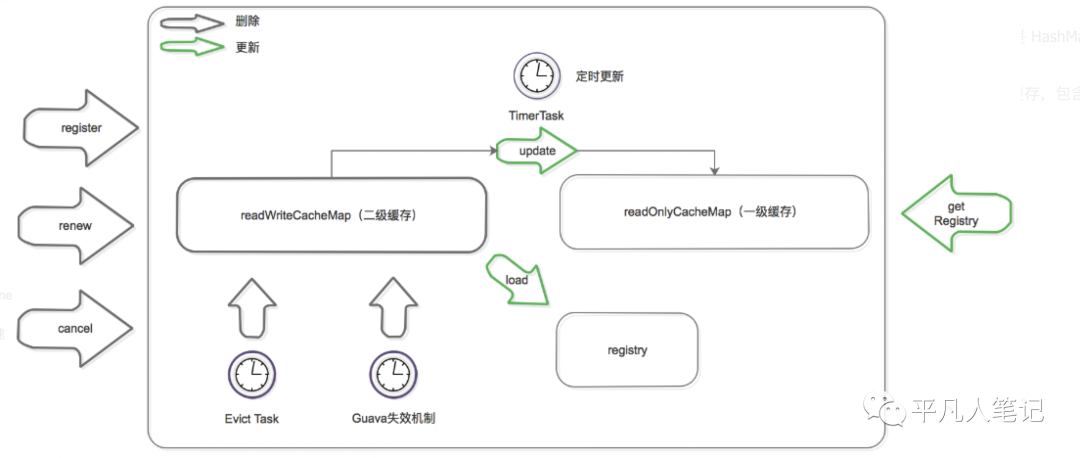 删除
更新
HashMa
定时更新
TimerTask
存，包含
register
update
readWriteCacheMap（二级缓存）
readOnlyCacheMap（一级缓存）
get
Registry
renew
load
cancel
registry
Evict Task
Guava失效机制
平凡人笔记